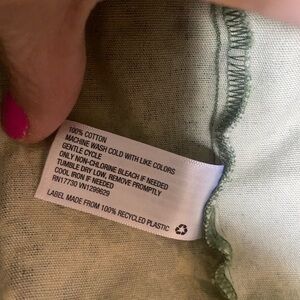 100% COTTON
MACHINE WASH COLD WITH LIKE COLORS
GENTLE CYCLE
ONLY NON-CHLORINE BLEACH IF NEEDED
TUMBLE DRY LOW, REMOVE PROMPTLY
COOL IRON IF NEEDED
RN17730 VN1299629
LABEL MADE FROM 100% RECYCLED PLASTIC